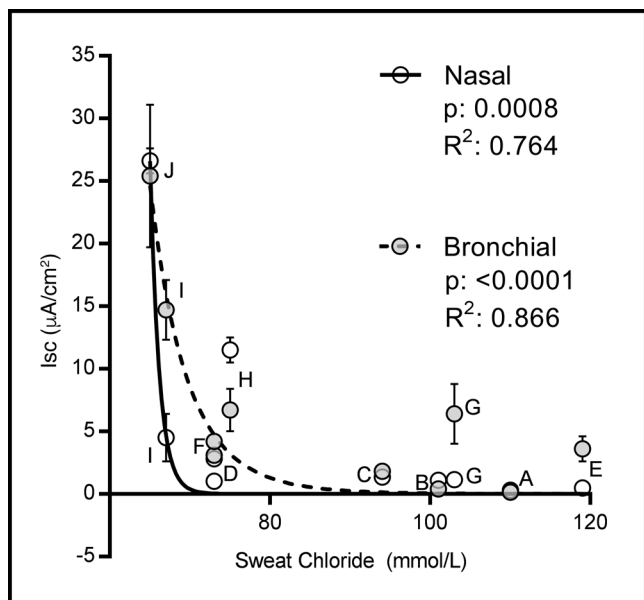 Nasal
p: 0.0008
R²: 0.764
Bronchial
p: <0.0001
R²: 0.866
Isc (µA/cm²)
35
30
25
20
15
10
5
0
-5
J
I
H
I
F
D
C
B
G
G
A
E
80
100
120
Sweat Chloride (mmol/L)